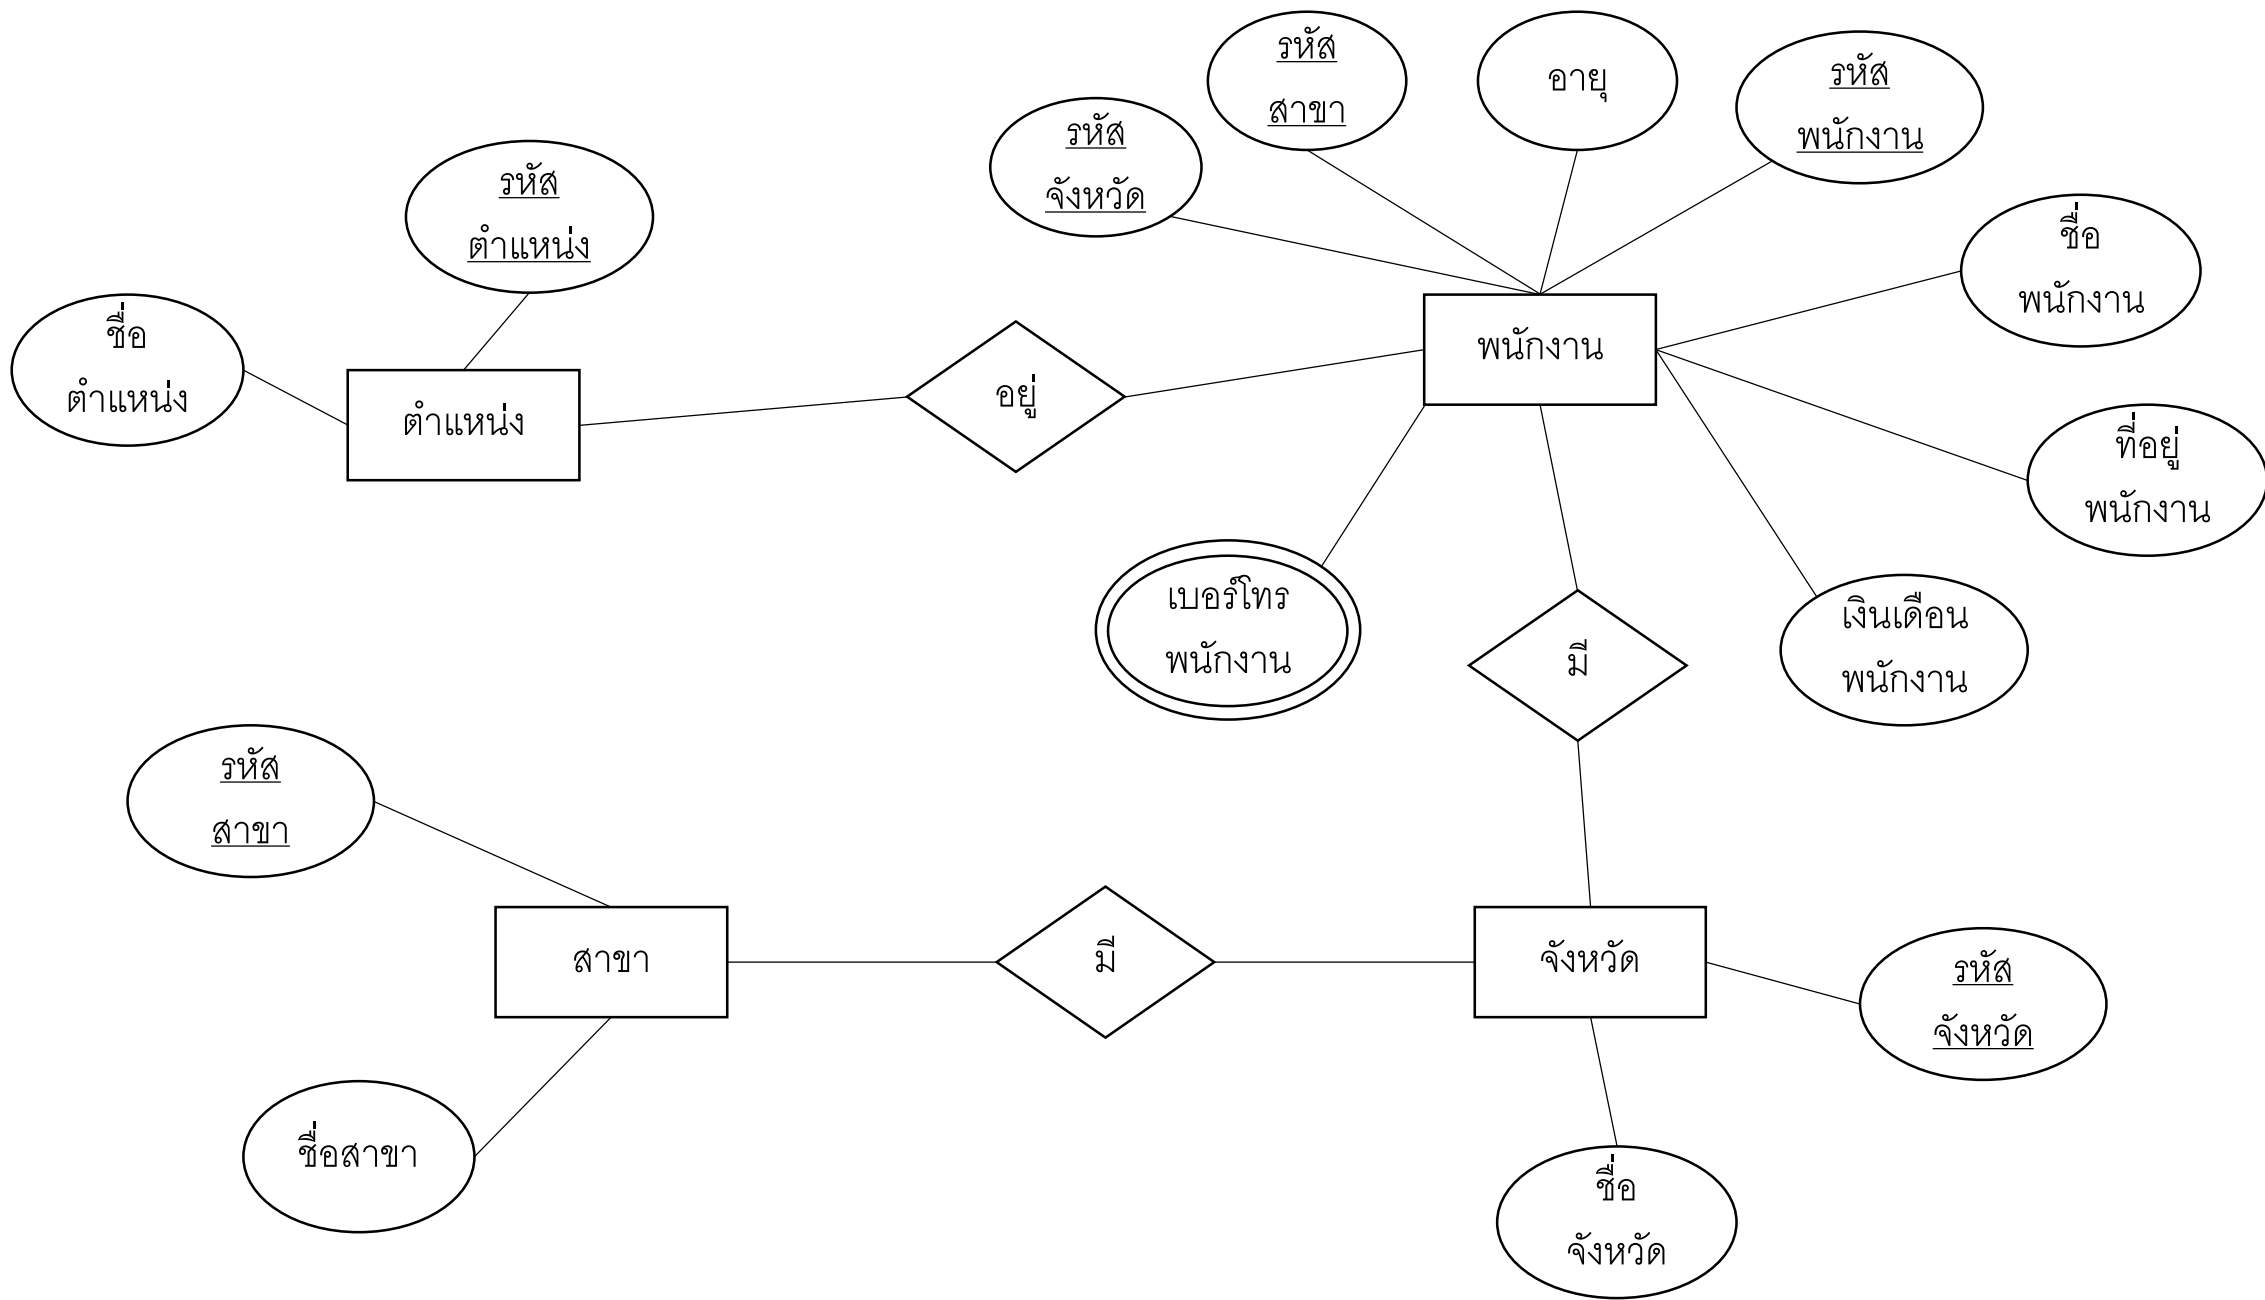 รหัส
สาขา
อายุ
รหัส
พนักงาน
รหัส
จังหวัด
รหัส
ตำแหน่ง
ชื่อ
พนักงาน
ชื่อ
ตำแหน่ง
ตำแหน่ง
อยู่
พนักงาน
ที่อยู่
พนักงาน
เบอร์โทร
พนักงาน
มี
เงินเดือน
พนักงาน
รหัส
สาขา
สาขา
มี
จังหวัด
รหัส
จังหวัด
ชื่อสาขา
ชื่อ
จังหวัด